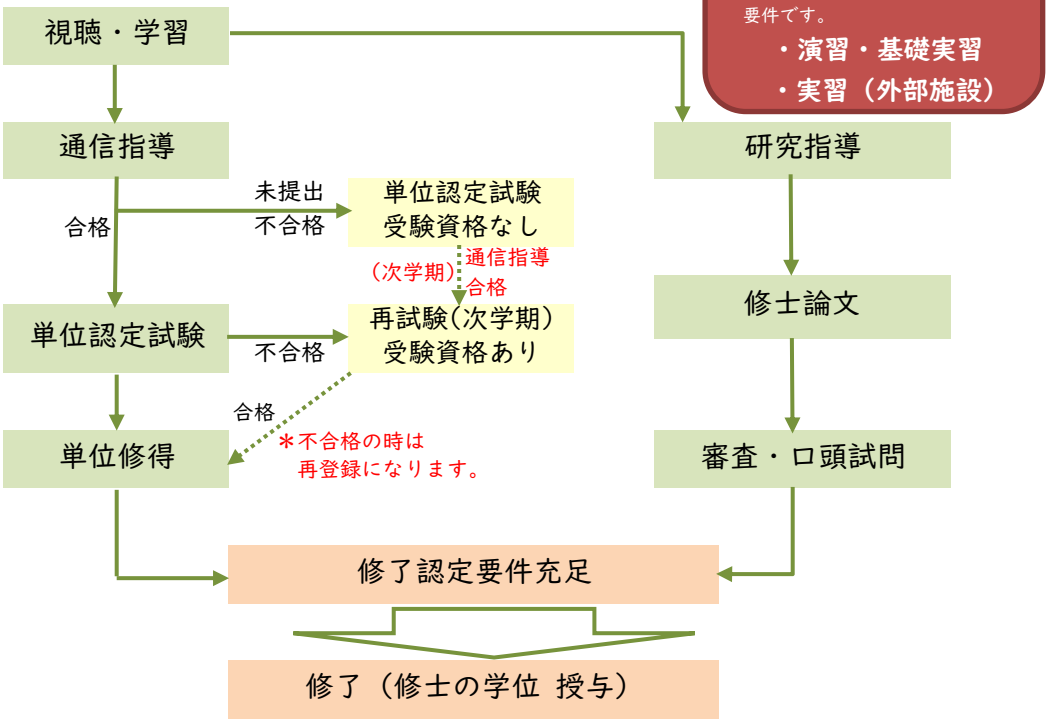 要件です。
・演習・基礎実習
・実習（外部施設）
視聴・学習
通信指導
研究指導
未提出
不合格
合格
単位認定試験
受験資格なし
(次学期)
通信指導
合格
修士論文
単位認定試験
不合格
再試験(次学期)
受験資格あり
合格
＊不合格の時は
再登録になります。
単位修得
審査・口頭試問
修了認定要件充足
修了（修士の学位 授与）